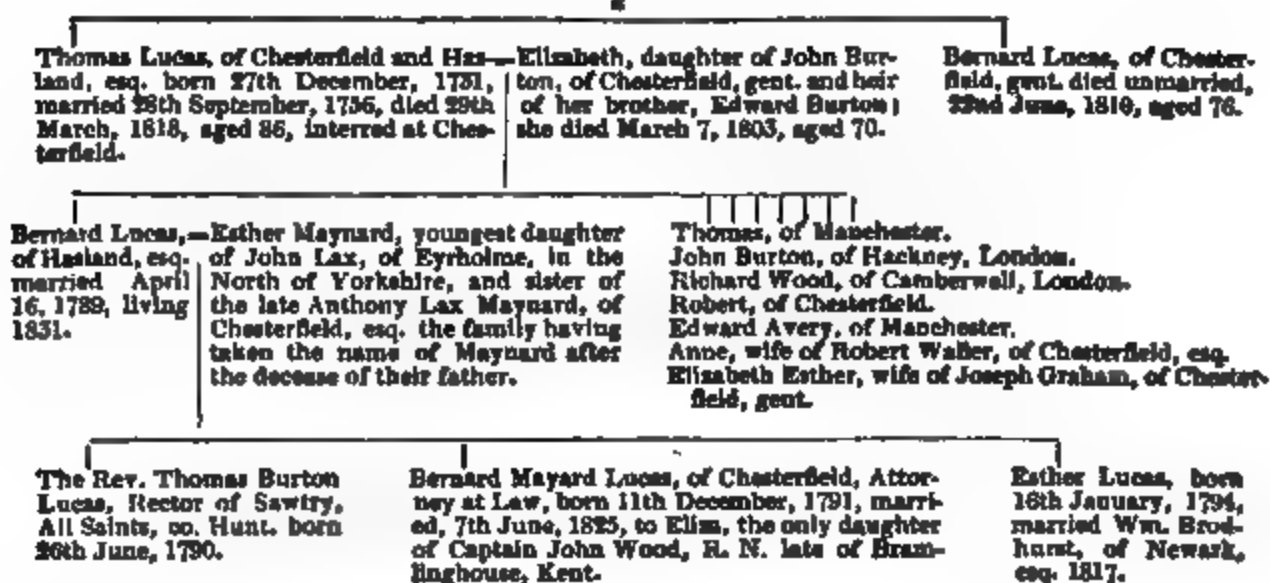 Thomas Lucas, of Chesterfield and Has-
land, esq. born 27th December, 1731,
married 28th September, 1756, died 29th
March, 1818, aged 86, interred at Ches-
terfield.
Elizabeth, daughter of John Bur-
ton, of Chesterfield, gent. and heir
of her brother, Edward Burton;
she died March 7, 1803, aged 70.
Bernard Lucas, of Chester-
field, gent. died unmarried,
22nd June, 1810, aged 76.
Bernard Lucas,
of Hasland, esq.
married April
16, 1789, living
1831.
Esther Maynard, youngest daughter
of John Lax, of Eyrholme, in the
North of Yorkshire, and sister of
the late Anthony Lax Maynard, of
Chesterfield, esq. the family having
taken the name of Maynard after
the decease of their father.
Thomas, of Manchester.
John Burton, of Hackney, London.
Richard Wood, of Camberwell, London.
Robert, of Chesterfield.
Edward Avery, of Manchester.
Anne, wife of Robert Waller, of Chesterfield, esq.
Elizabeth Esther, wife of Joseph Graham, of Chester-
field, gent.
The Rev. Thomas Burton
Lucas, Rector of Sawtry,
All Saints, co. Hunt. born
26th June, 1790.
Bernard Mayard Lucas, of Chesterfield, Attor-
ney at Law, born 11th December, 1791, marri-
ed, 7th June, 1825, to Eliza, the only daughter
of Captain John Wood, R. N. late of Bram-
linghouse, Kent.
Esther Lucas, born
16th January, 1794,
married Wm. Brod-
hurst, of Newark,
esq. 1817.